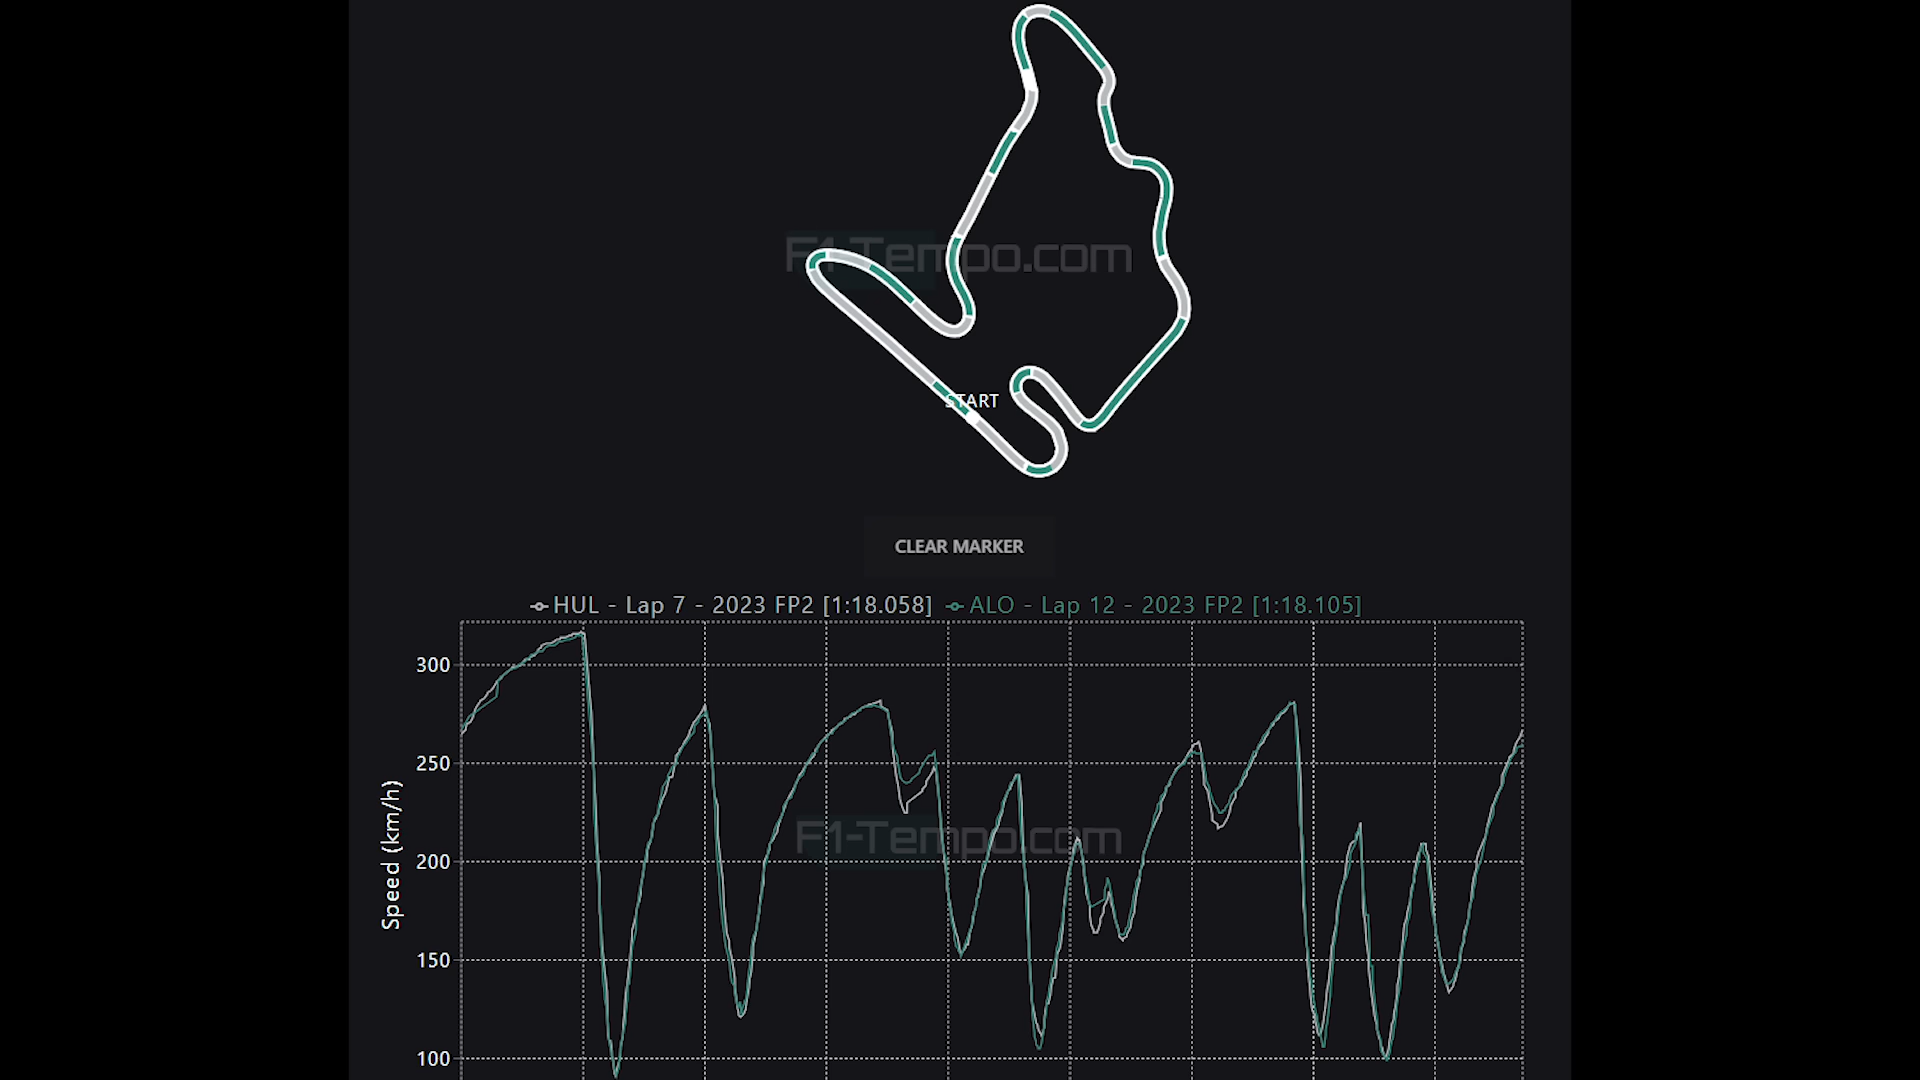 F1-Tempo.com
START
CLEAR MARKER
HUL - Lap 7 - 2023 FP2 [1:18.058]
ALO - Lap 12 - 2023 FP2 [1:18.105]
300
250
Speed (km/h)
F1-Tempo.com
200
150
100